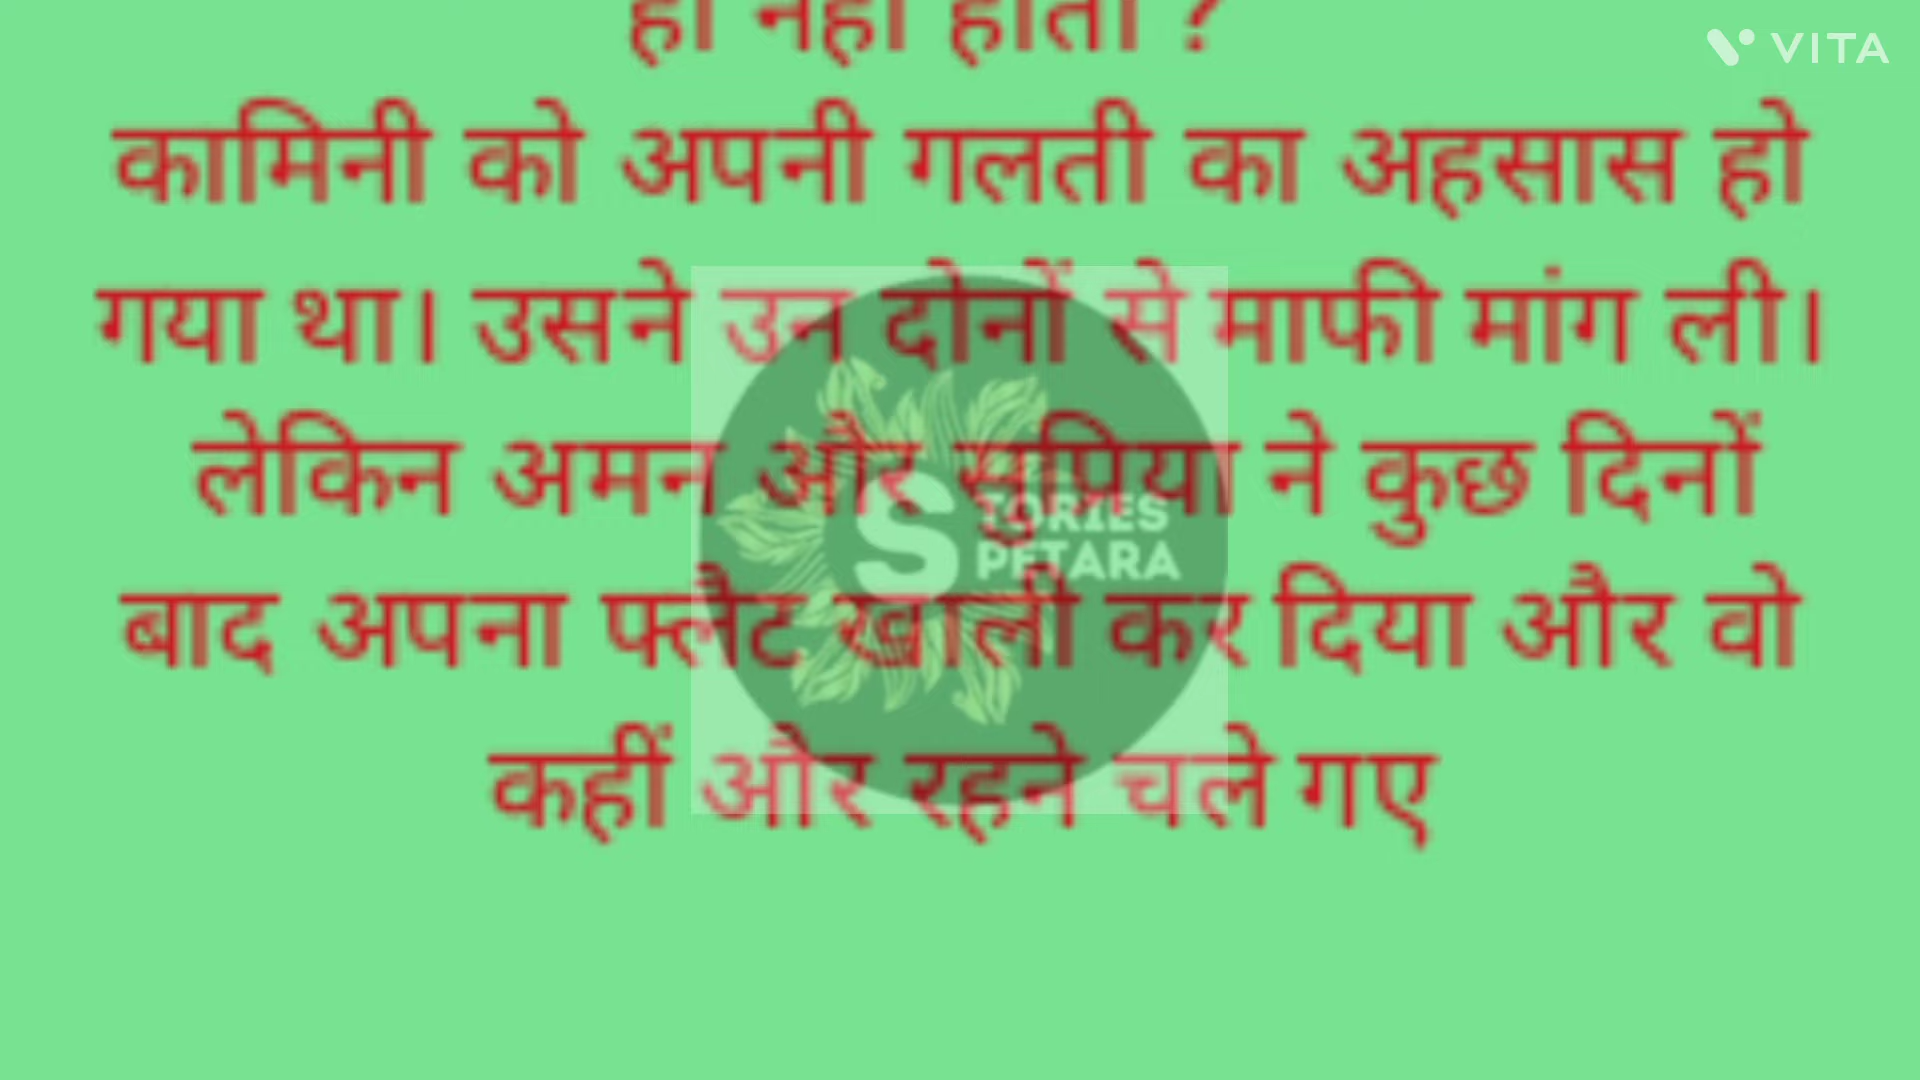 नहीं होता ?
VITA
कामिनी को अपनी गलती का अहसास हो
गया था। उसने उन दोनों से माफी मांग ली।
लेकिन अमन और सुप्रिया ने कुछ दिनों
बाद अपना फ्लैट खाली कर दिया और वो
कहीं और रहने चले गए
STORIES
PETARA